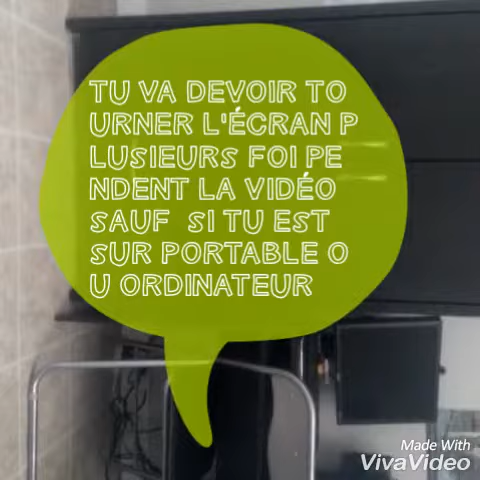 TU VA DEVOIR TO
URNER L'ÉCRAN P
LUSIEURS FOI PE
NDENT LA VIDÉO
SAUF SI TU EST
SUR PORTABLE O
U ORDINATEUR
Made With
VivaVideo